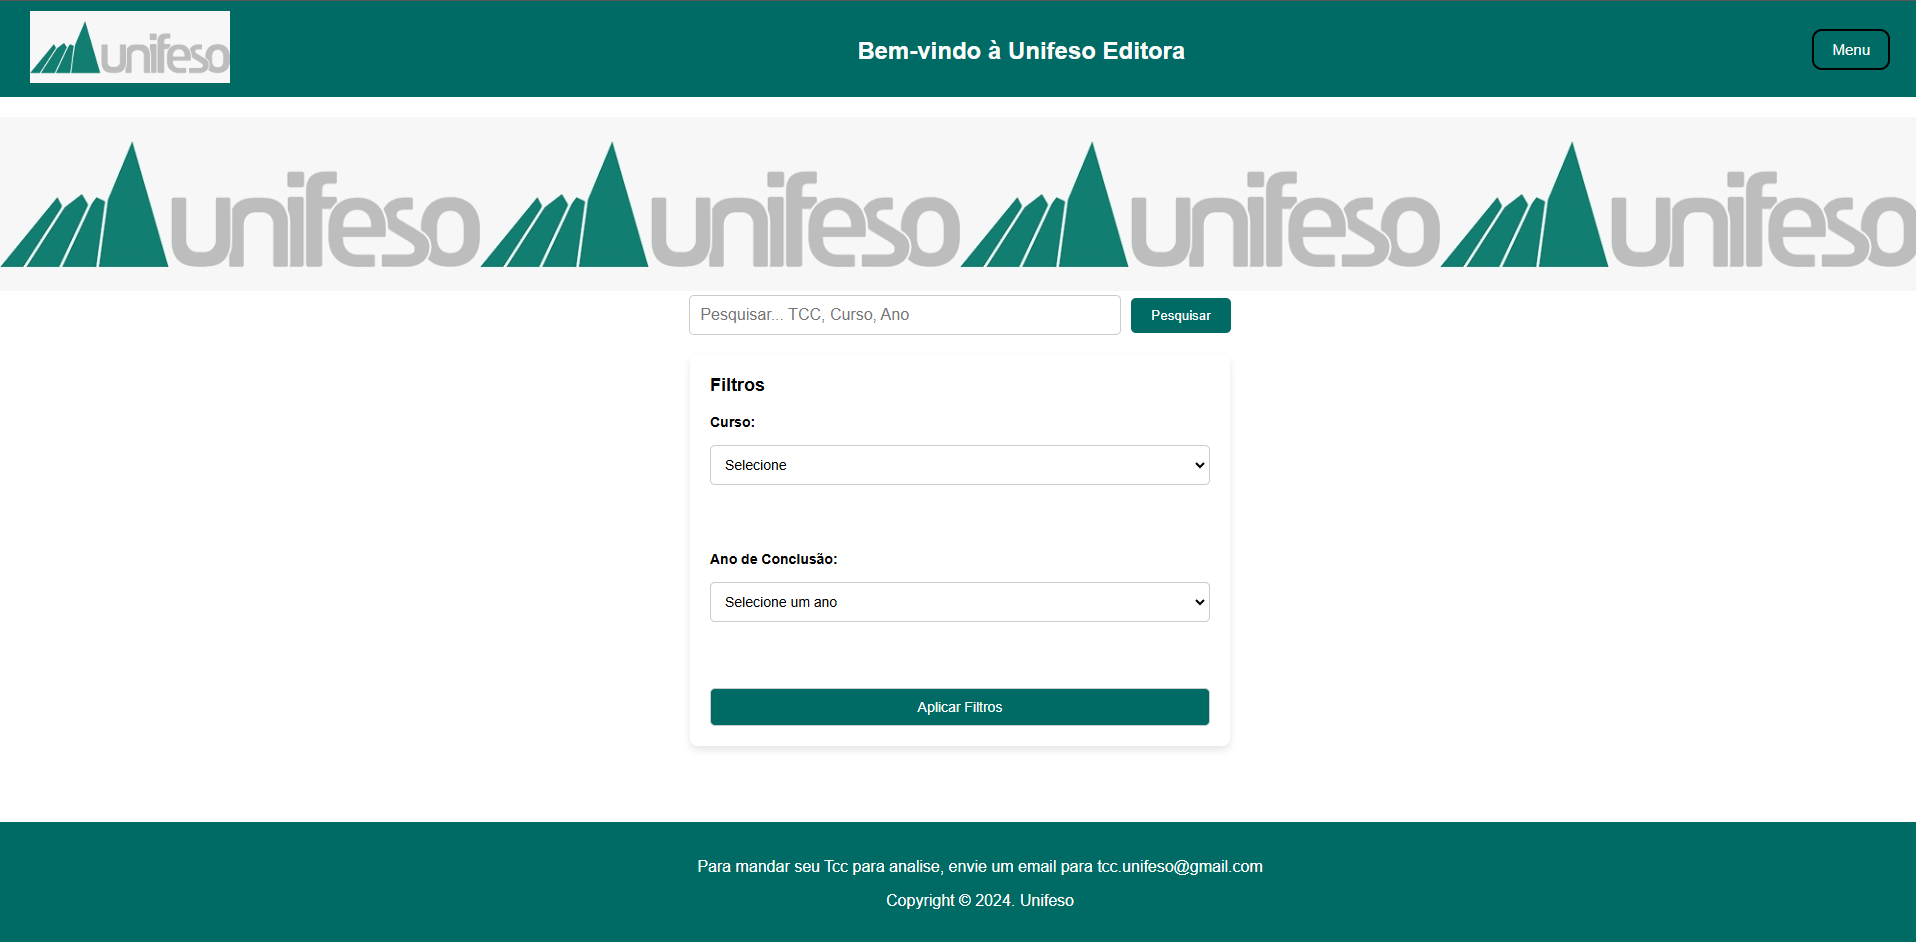 unifeso
Bem-vindo à Unifeso Editora
Menu
unifeso unifeso unifeso unifeso
Pesquisar... TCC, Curso, Ano
Pesquisar
Filtros
Curso:
Selecione
Ano de Conclusão:
Selecione um ano
Aplicar Filtros
Para mandar seu Tcc para analise, envie um email para tcc.unifeso@gmail.com
Copyright © 2024. Unifeso